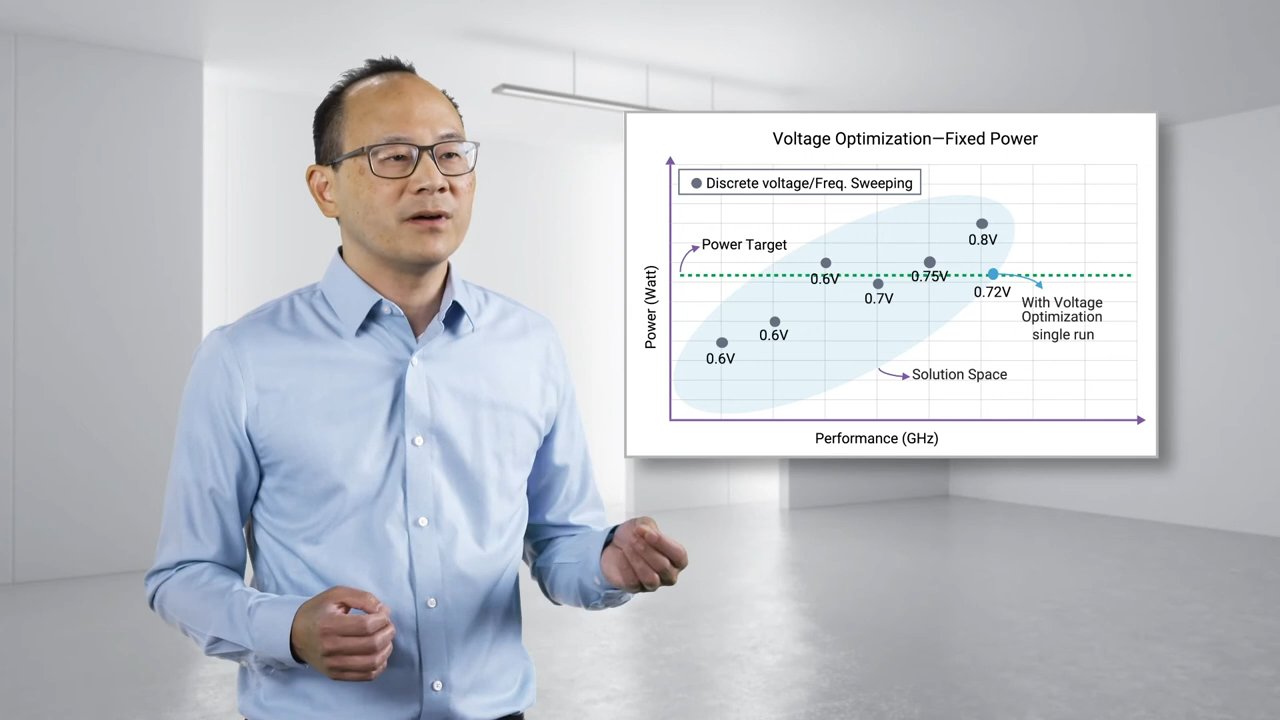 Voltage Optimization—Fixed Power
Discrete voltage/Freq. Sweeping
Power Target
0.8V
0.6V
0.75V
0.7V
0.72V
0.6V
0.6V
With Voltage
Optimization
single run
Solution Space
Power (Watt)
Performance (GHz)